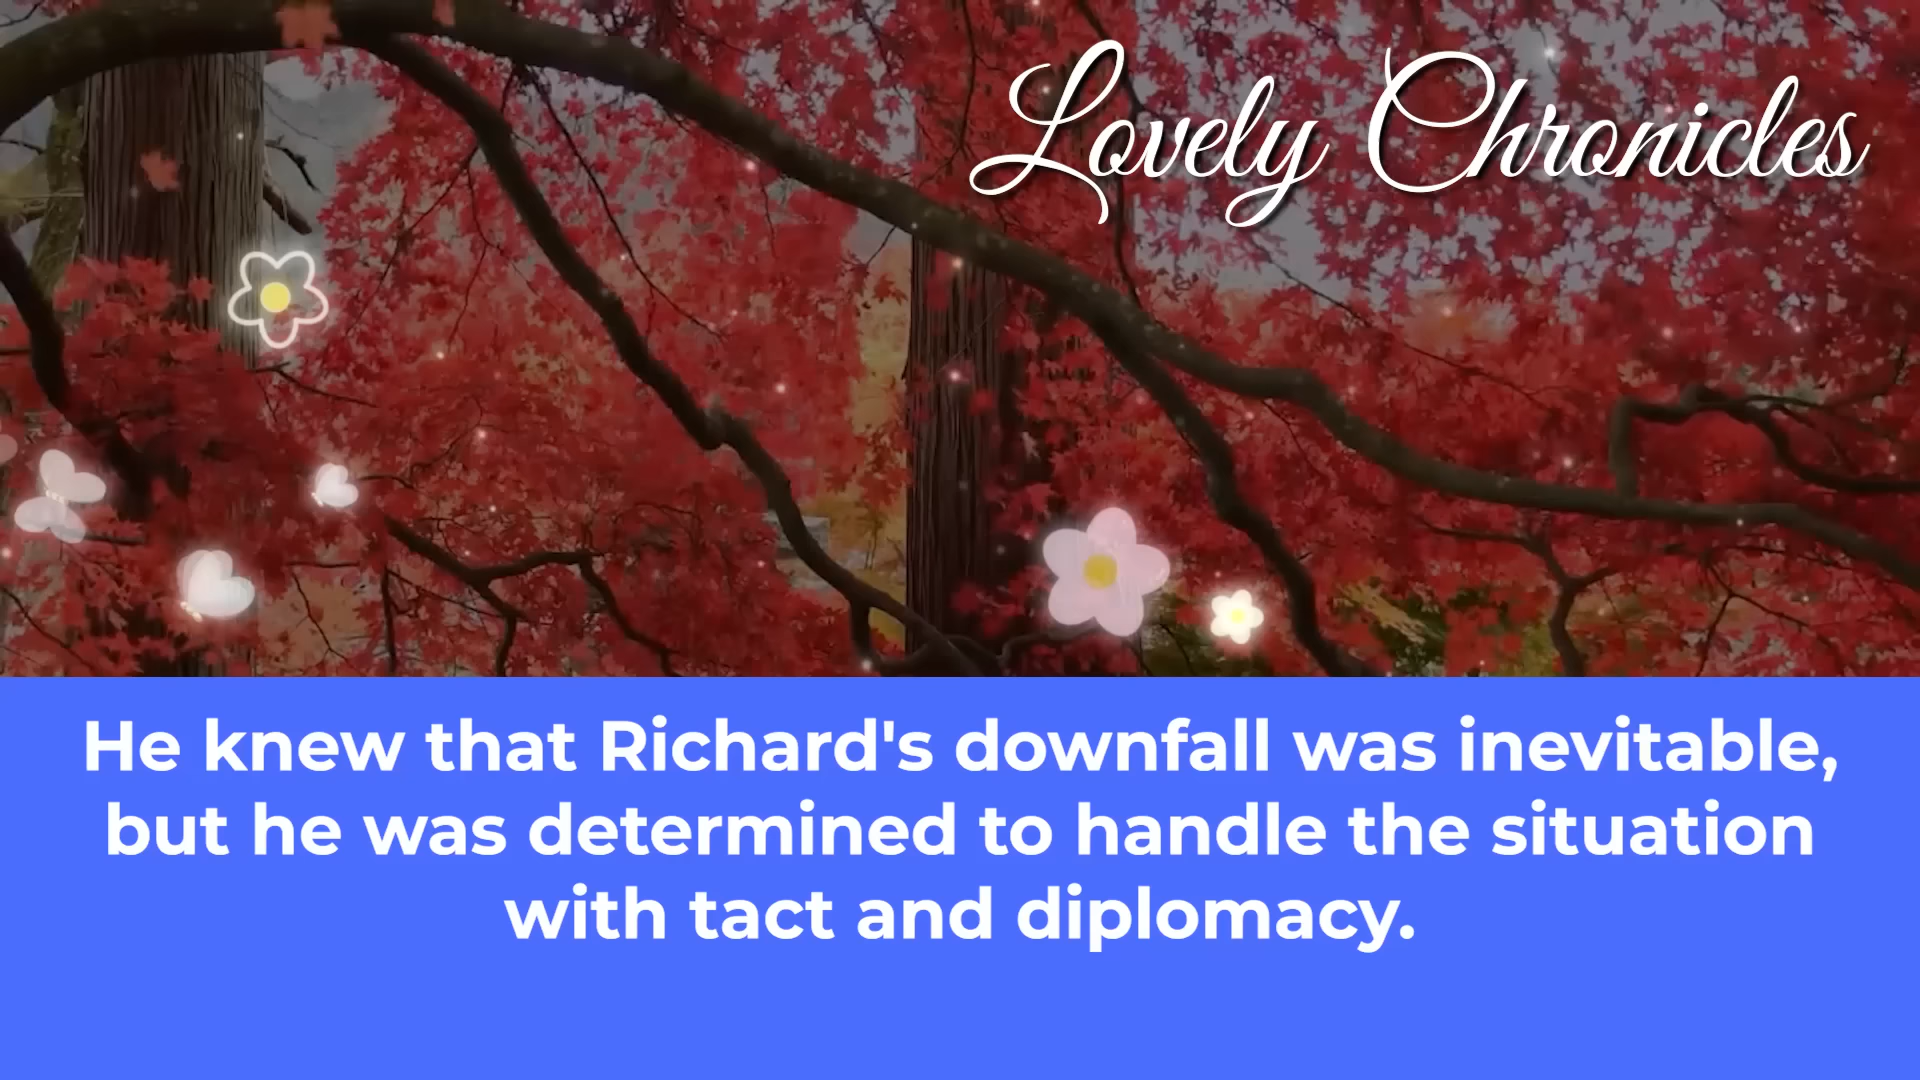 Lovely Chronicles
He knew that Richard's downfall was inevitable,
but he was determined to handle the situation
with tact and diplomacy.